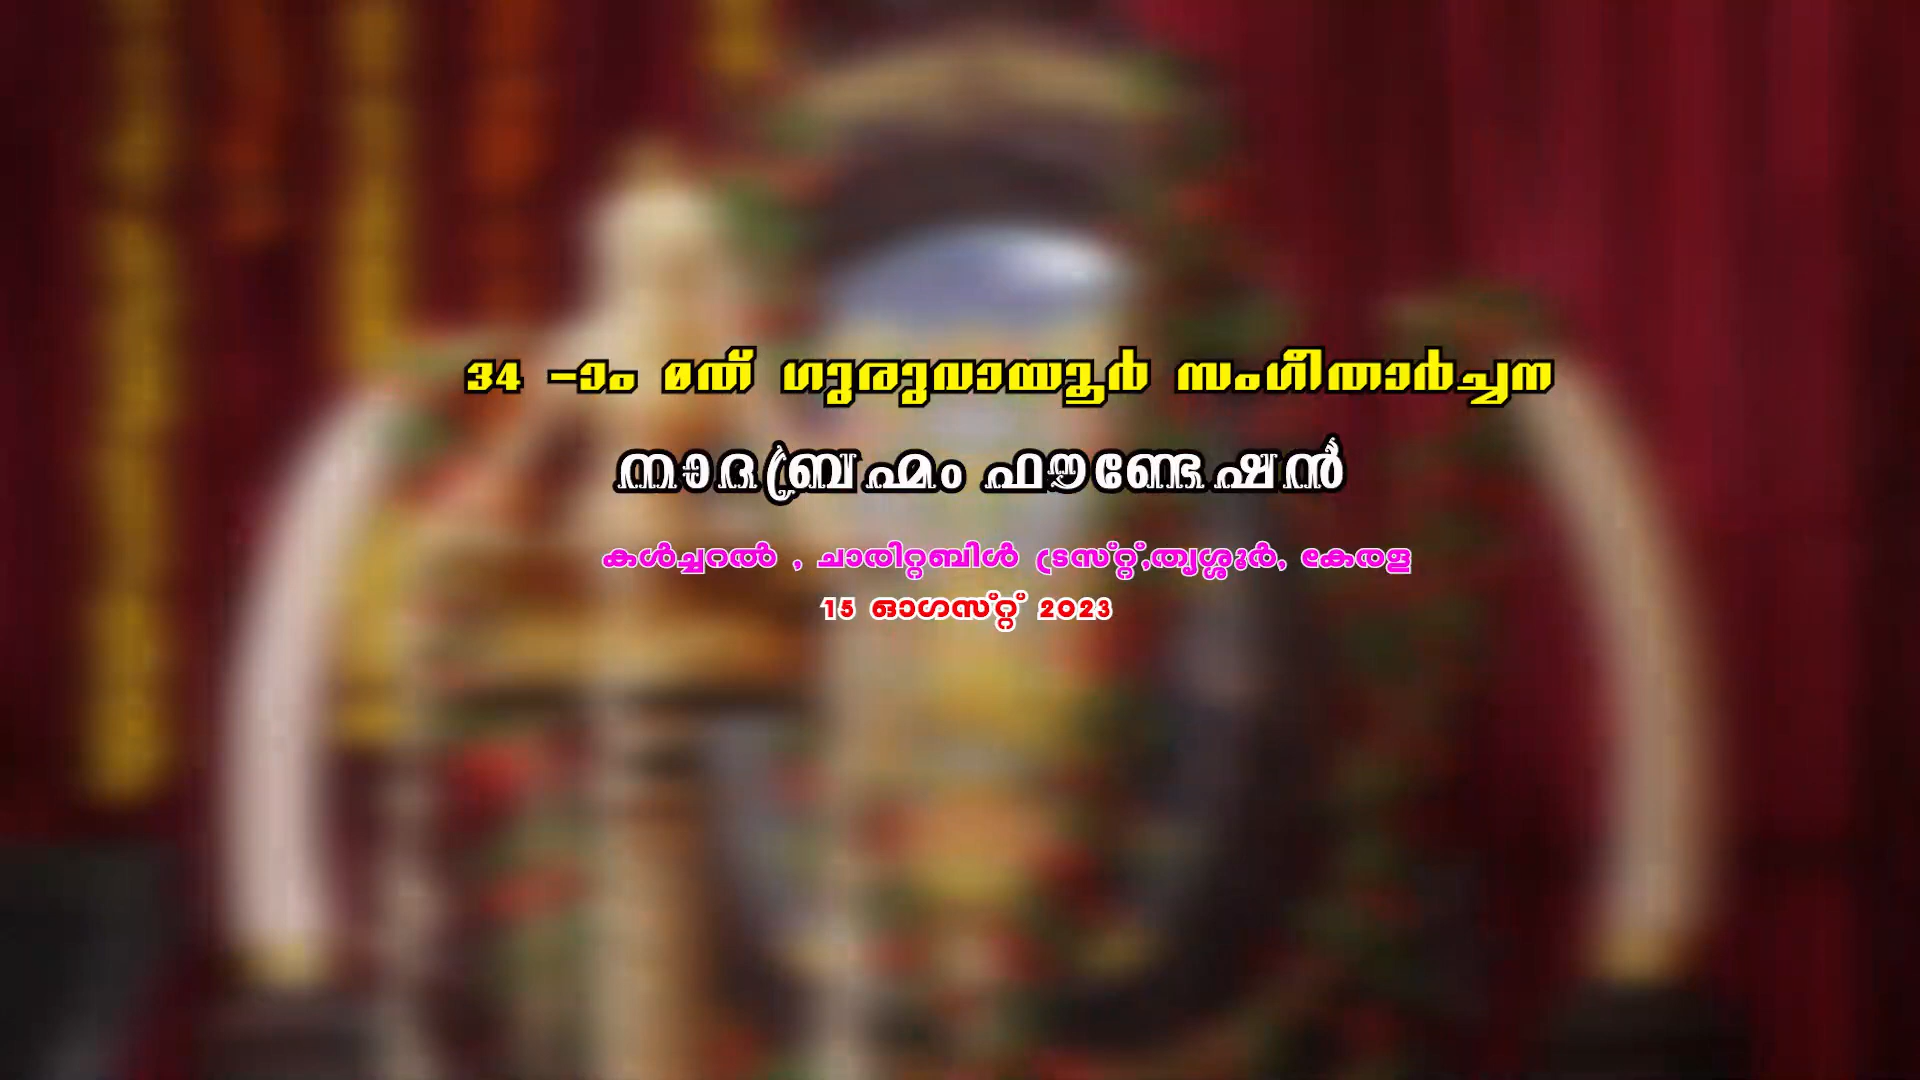 34 -ാം മത് ഗുരുവായൂർ സംഗീതാർച്ചന
നാദബ്രഹ്മം ഫൗണ്ടേഷൻ
കൾച്ചറൽ , ചാരിറ്റബിൾ ട്രസ്റ്റ്,തൃശ്ശൂർ, കേരള
15 ഓഗസ്റ്റ് 2023